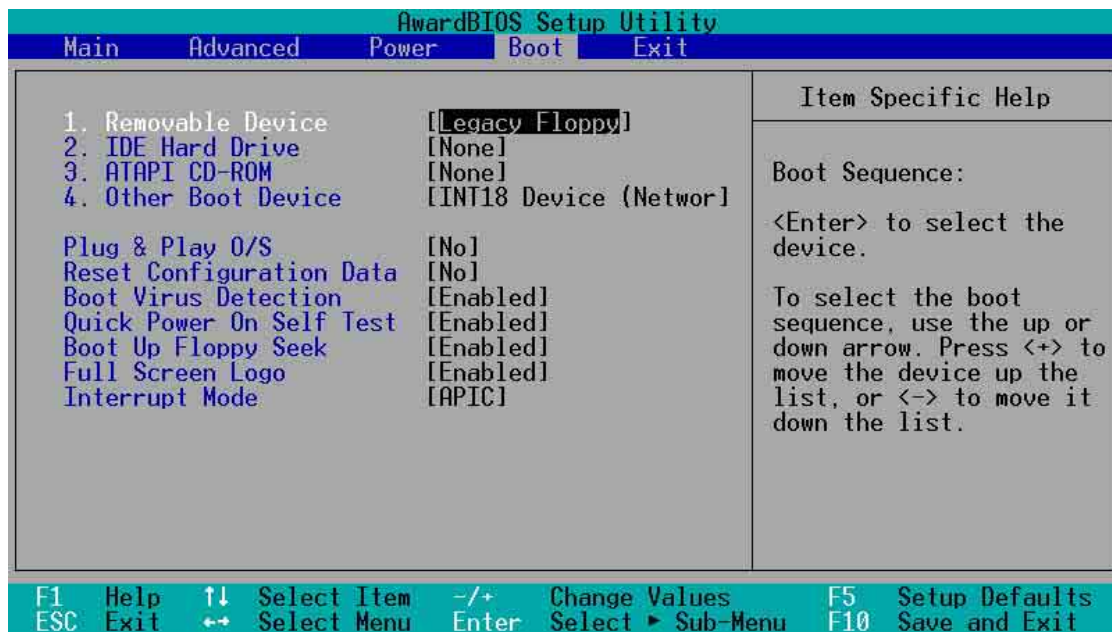 AwardBIOS Setup Utility
Main Advanced Power Boot Exit
1. Removable Device [Legacy Floppy]
2. IDE Hard Drive [None]
3. ATAPI CD-ROM [None]
4. Other Boot Device [INT18 Device (Networ]
Plug & Play O/S [No]
Reset Configuration Data [No]
Boot Virus Detection [Enabled]
Quick Power On Self Test [Enabled]
Boot Up Floppy Seek [Enabled]
Full Screen Logo [Enabled]
Interrupt Mode [APIC]
Item Specific Help
Boot Sequence:
<Enter> to select the
device.
To select the boot
sequence, use the up or
down arrow. Press <+> to
move the device up the
list, or <-> to move it
down the list.
F1 Help ↑↓ Select Item -/+ Change Values F5 Setup Defaults
ESC Exit ←→ Select Menu Enter Select ► Sub-Menu F10 Save and Exit